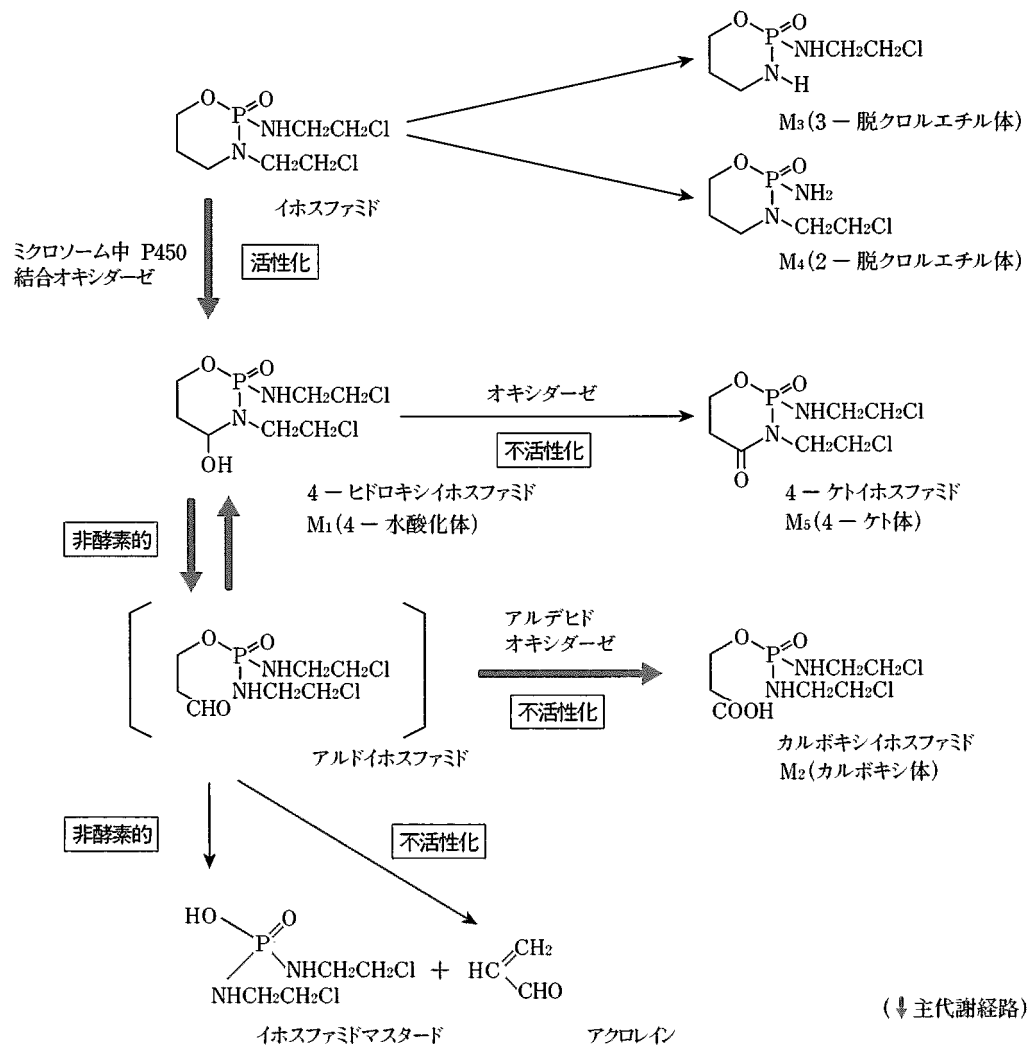 O
P
O
NHCH2CH2Cl
N
H
M3(3－脱クロルエチル体)
O
P
O
NHCH2CH2Cl
N
CH2CH2Cl
イホスファミド
O
P
O
NH2
N
CH2CH2Cl
M4(2－脱クロルエチル体)
ミクロソーム中 P450
結合オキシダーゼ
活性化
O
P
O
NHCH2CH2Cl
N
CH2CH2Cl
OH
4－ヒドロキシイホスファミド
M1(4－水酸化体)
オキシダーゼ
不活性化
O
P
O
NHCH2CH2Cl
N
CH2CH2Cl
O
4－ケトイホスファミド
M5(4－ケト体)
非酵素的
O
P
O
NHCH2CH2Cl
NHCH2CH2Cl
CHO
アルドイホスファミド
アルデヒド
オキシダーゼ
不活性化
O
P
O
NHCH2CH2Cl
NHCH2CH2Cl
COOH
カルボキシイホスファミド
M2(カルボキシ体)
非酵素的
不活性化
HO
O
P
NHCH2CH2Cl
NHCH2CH2Cl
+
CH2
HC
CHO
イホスファミドマスタード
アクロレイン
(⬇主代謝経路)